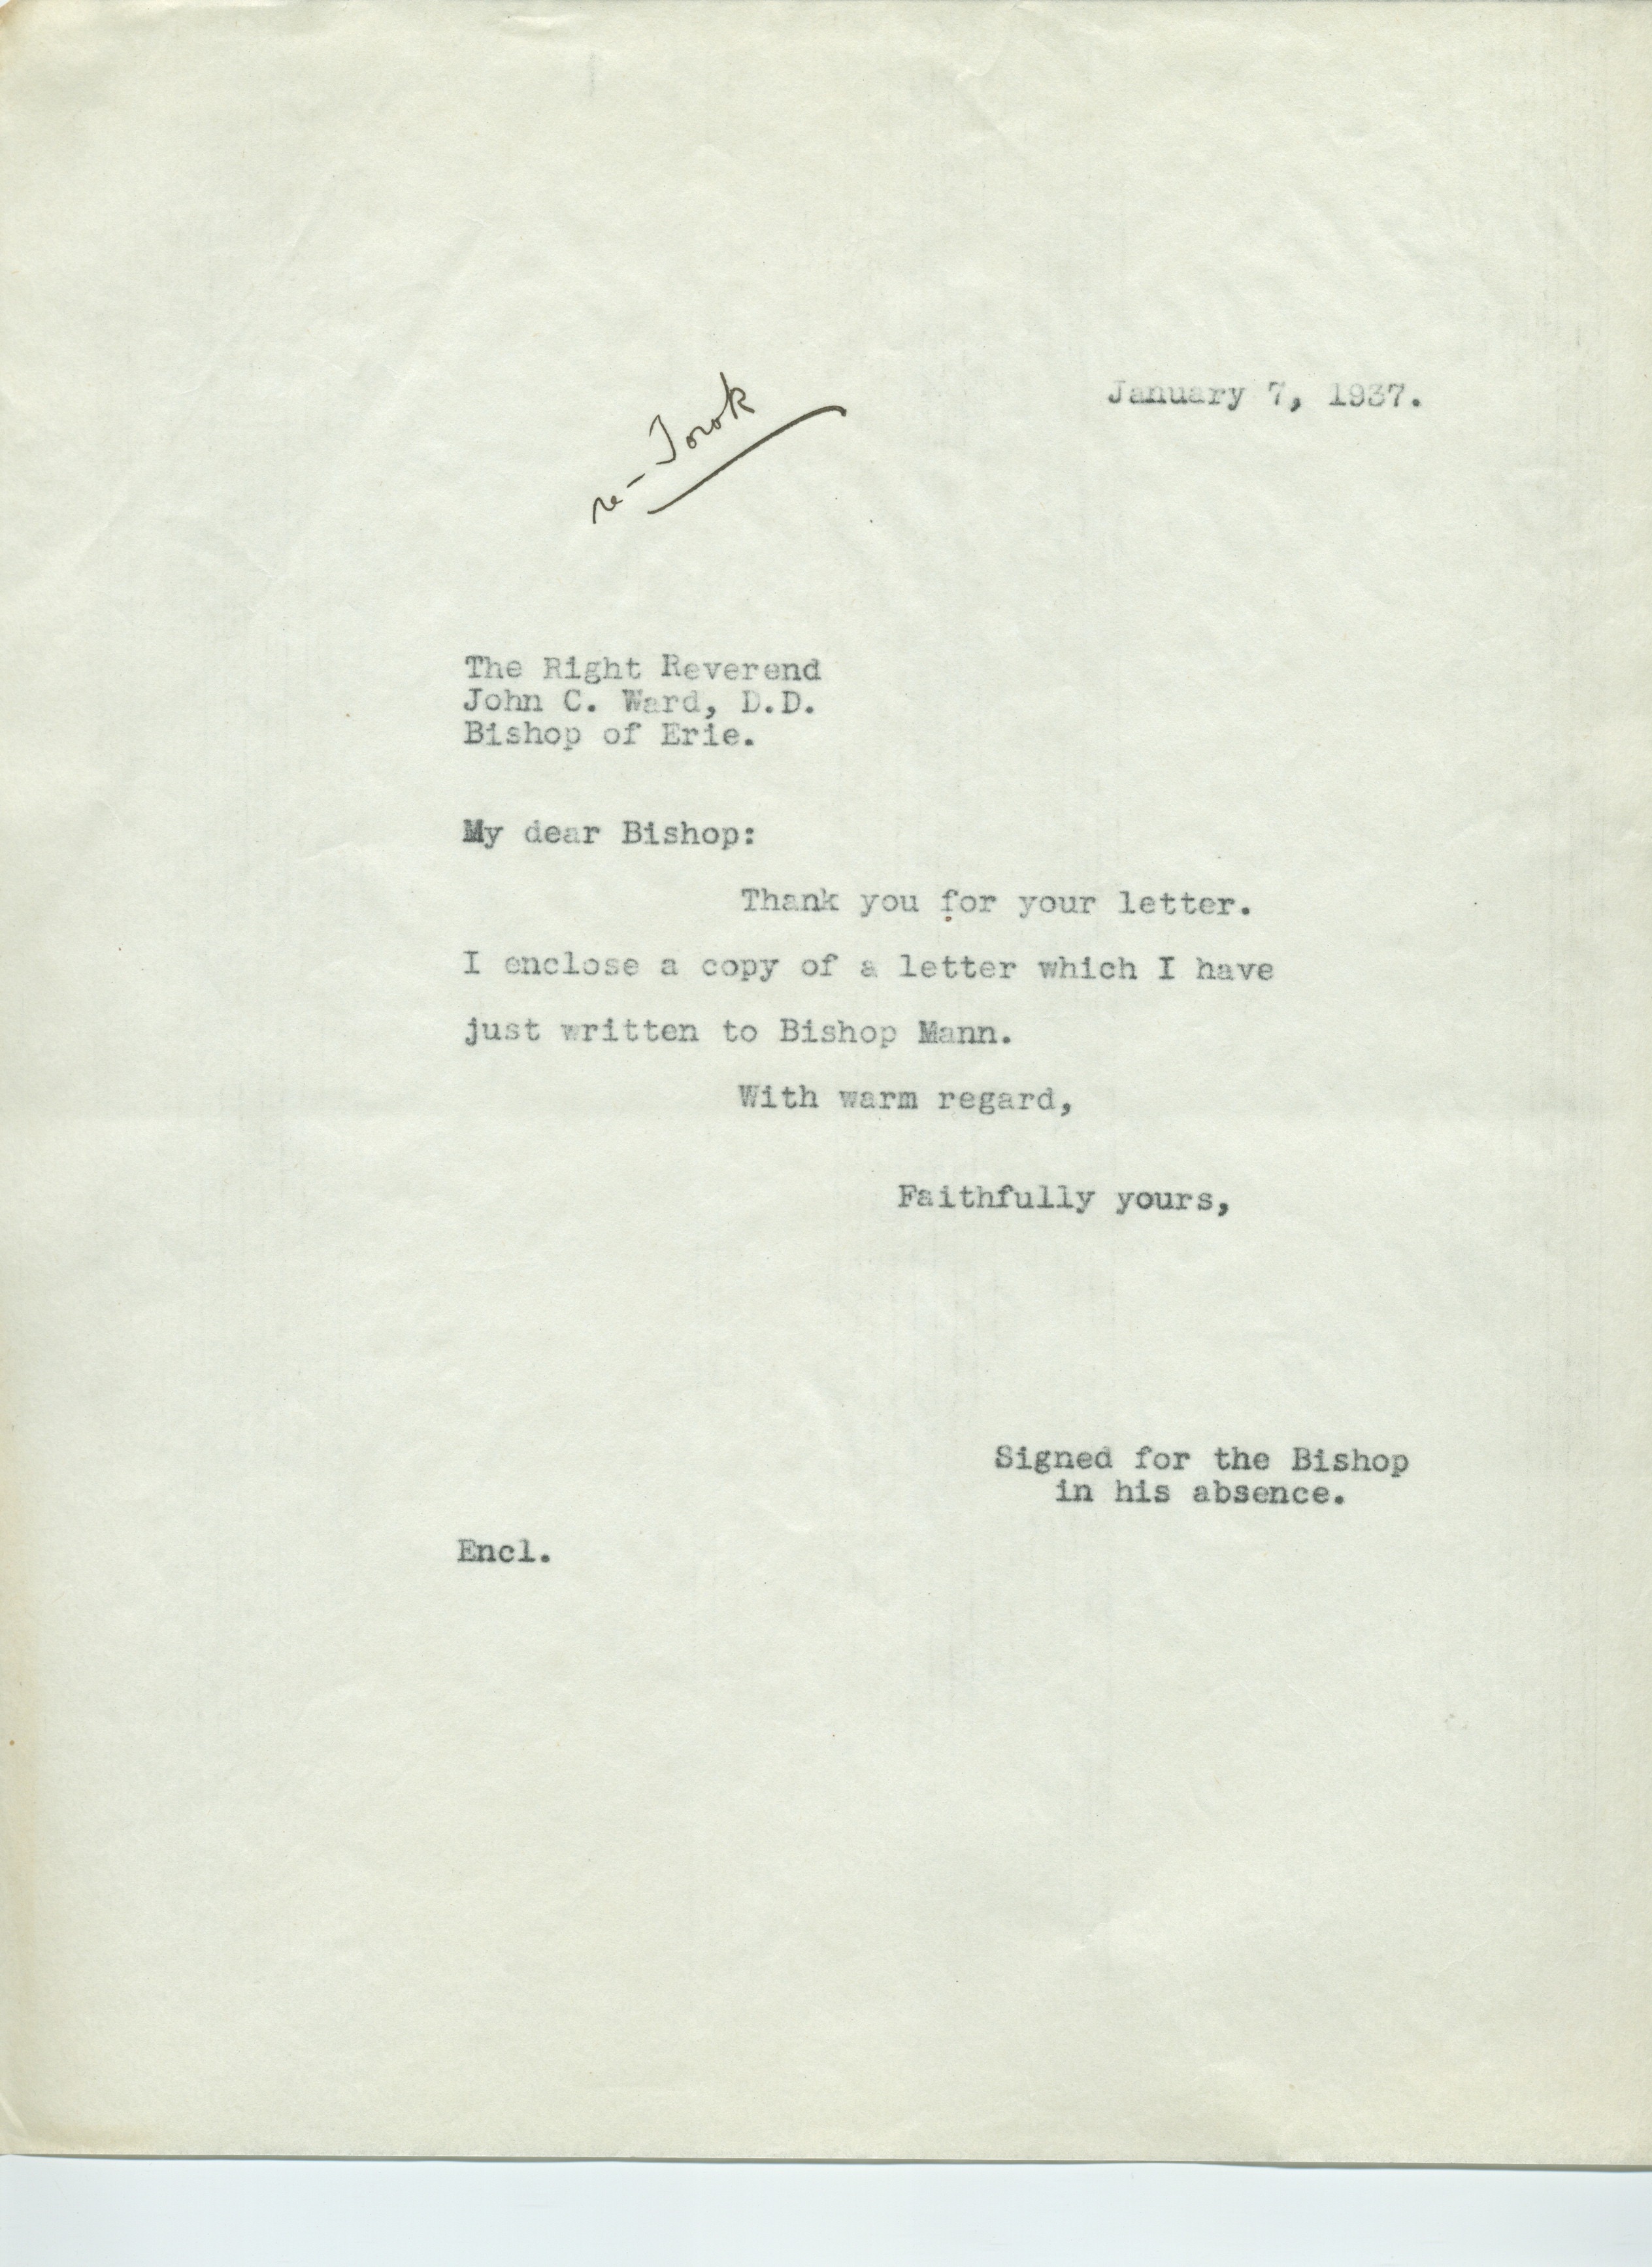 January 7, 1937.
re- Torok
The Right Reverend
John C. Ward, D.D.
Bishop of Erie.
My dear Bishop:
Thank you for your letter.
I enclose a copy of a letter which I have
just written to Bishop Mann.
With warm regard,
Faithfully yours,
Signed for the Bishop
in his absence.
Encl.